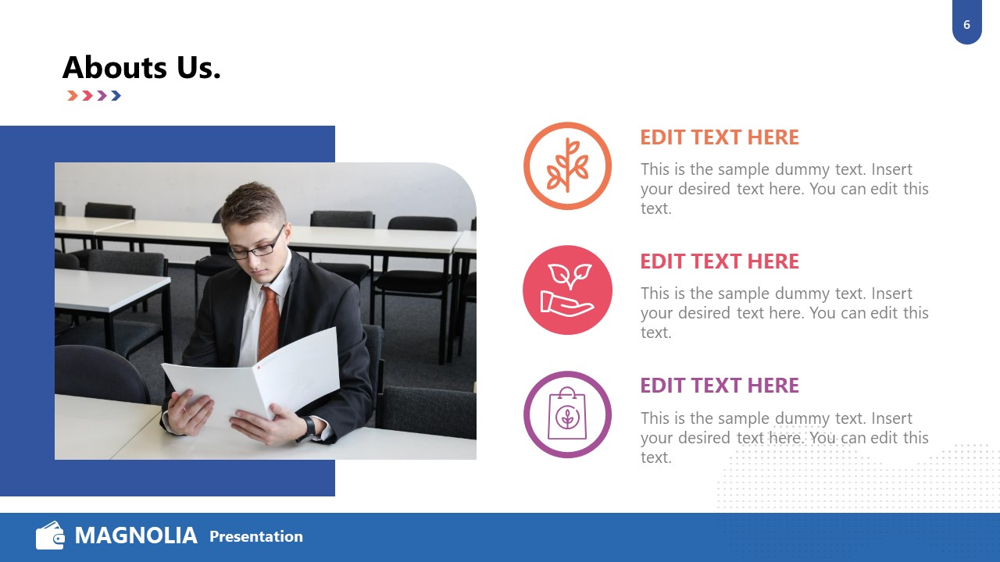 6
Abouts Us.
EDIT TEXT HERE
This is the sample dummy text. Insert
your desired text here. You can edit this
text.
EDIT TEXT HERE
This is the sample dummy text. Insert
your desired text here. You can edit this
text.
EDIT TEXT HERE
This is the sample dummy text. Insert
your desired text here. You can edit this
text.
MAGNOLIA Presentation